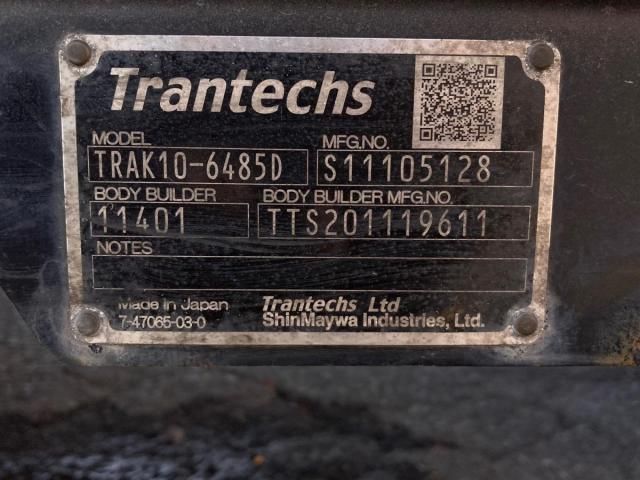 Trantechs
MODEL MFG.NO.
TRAK10-6485D S11105128
BODY BUILDER BODY BUILDER MFG.NO.
11401 TTS201119611
NOTES
Made in Japan Trantechs Ltd
7-47065-03-0 ShinMaywa Industries, Ltd.